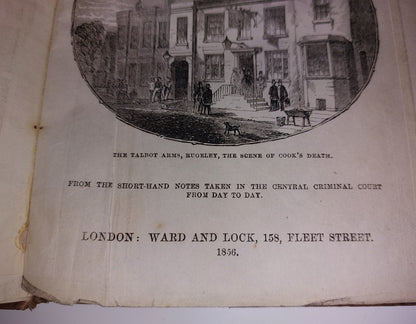 THE TALBOT ARMS, RUGELEY, THE SCENE OF COOK'S DEATH.
FROM THE SHORT-HAND NOTES TAKEN IN THE CENTRAL CRIMINAL COURT
FROM DAY TO DAY.
LONDON: WARD AND LOCK, 158, FLEET STREET.
1856.